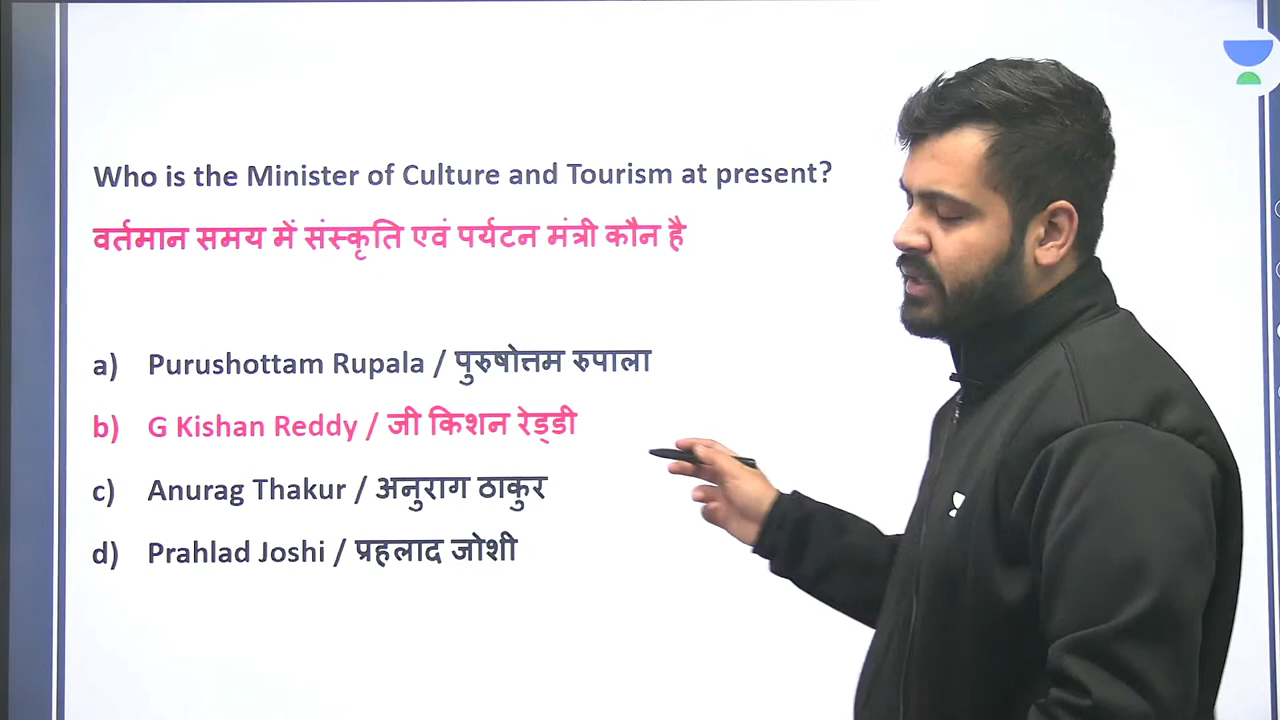 Who is the Minister of Culture and Tourism at present?
वर्तमान समय में संस्कृति एवं पर्यटन मंत्री कौन है
a) Purushottam Rupala / पुरुषोत्तम रुपाला
b) G Kishan Reddy / जी किशन रेड्डी
c) Anurag Thakur / अनुराग ठाकुर
d) Prahlad Joshi / प्रहलाद जोशी